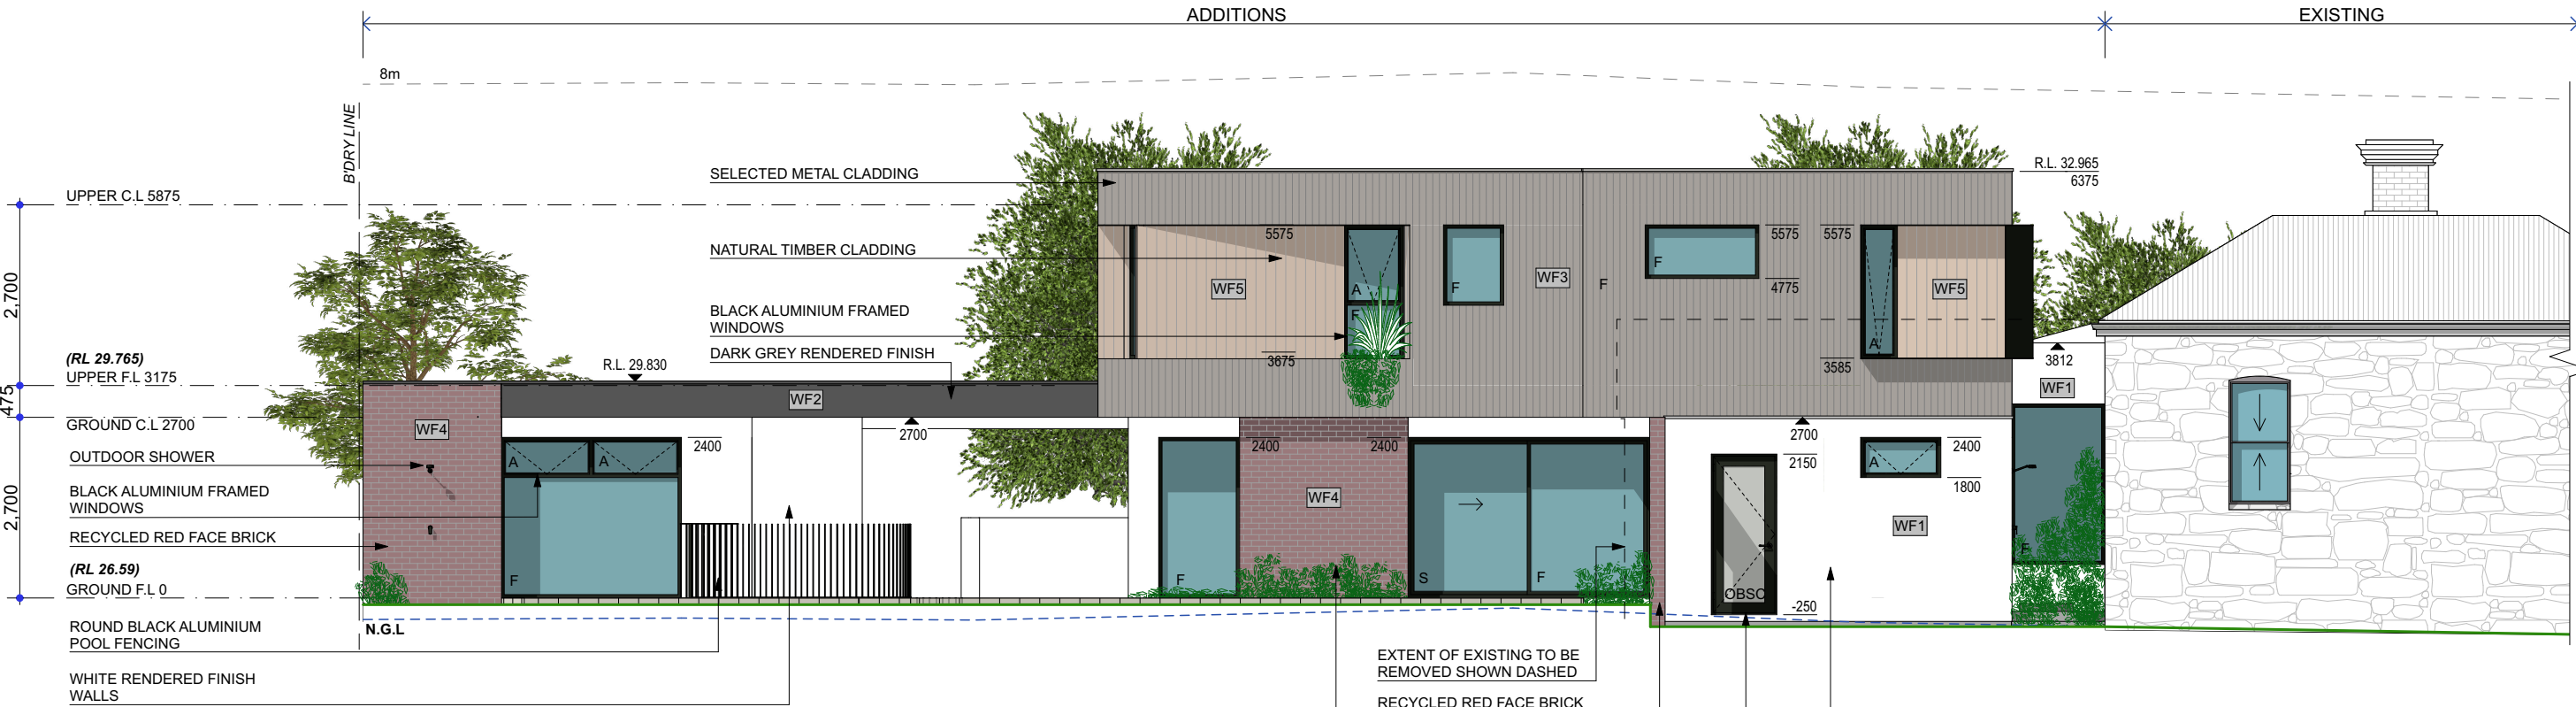 ADDITIONS
EXISTING
8m
B'DRY LINE
SELECTED METAL CLADDING
R.L. 32.965
6375
UPPER C.L 5875
NATURAL TIMBER CLADDING
5575
5575
5575
2,700
WF5
A
F
F
WF3
F
F
4775
A
WF5
BLACK ALUMINIUM FRAMED
WINDOWS
DARK GREY RENDERED FINISH
(RL 29.765)
UPPER F.L 3175
R.L. 29.830
3675
3585
3812
WF1
475
WF2
GROUND C.L 2700
WF4
2700
2700
OUTDOOR SHOWER
A
A
2400
2400
2400
2150
A
2400
1800
BLACK ALUMINIUM FRAMED
WINDOWS
2,700
WF4
WF1
RECYCLED RED FACE BRICK
(RL 26.59)
GROUND F.L 0
F
F
S
F
OBSC
-250
F
ROUND BLACK ALUMINIUM
POOL FENCING
N.G.L
WHITE RENDERED FINISH
WALLS
EXTENT OF EXISTING TO BE
REMOVED SHOWN DASHED
RECYCLED RED FACE BRICK